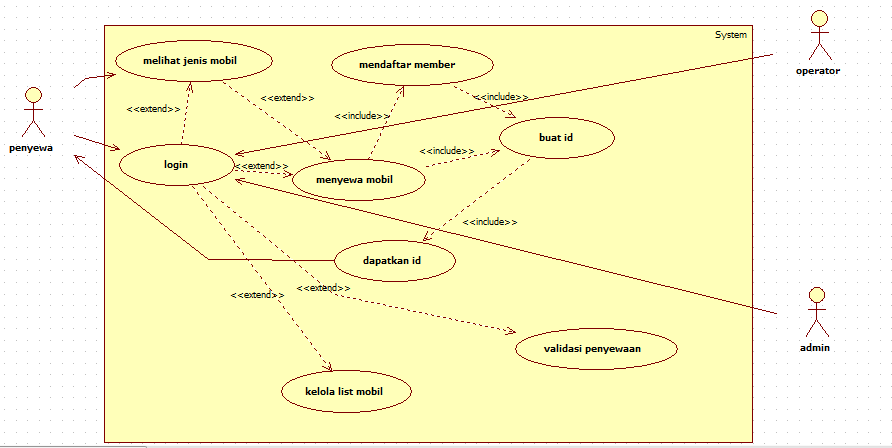 System
operator
melihat jenis mobil
mendaftar member
<<extend>>
<<include>>
<<extend>>
<<include>>
penyewa
buat id
<<include>>
login
<<extend>>
menyewa mobil
<<include>>
dapatkan id
<<extend>>
<<extend>>
validasi penyewaan
admin
kelola list mobil